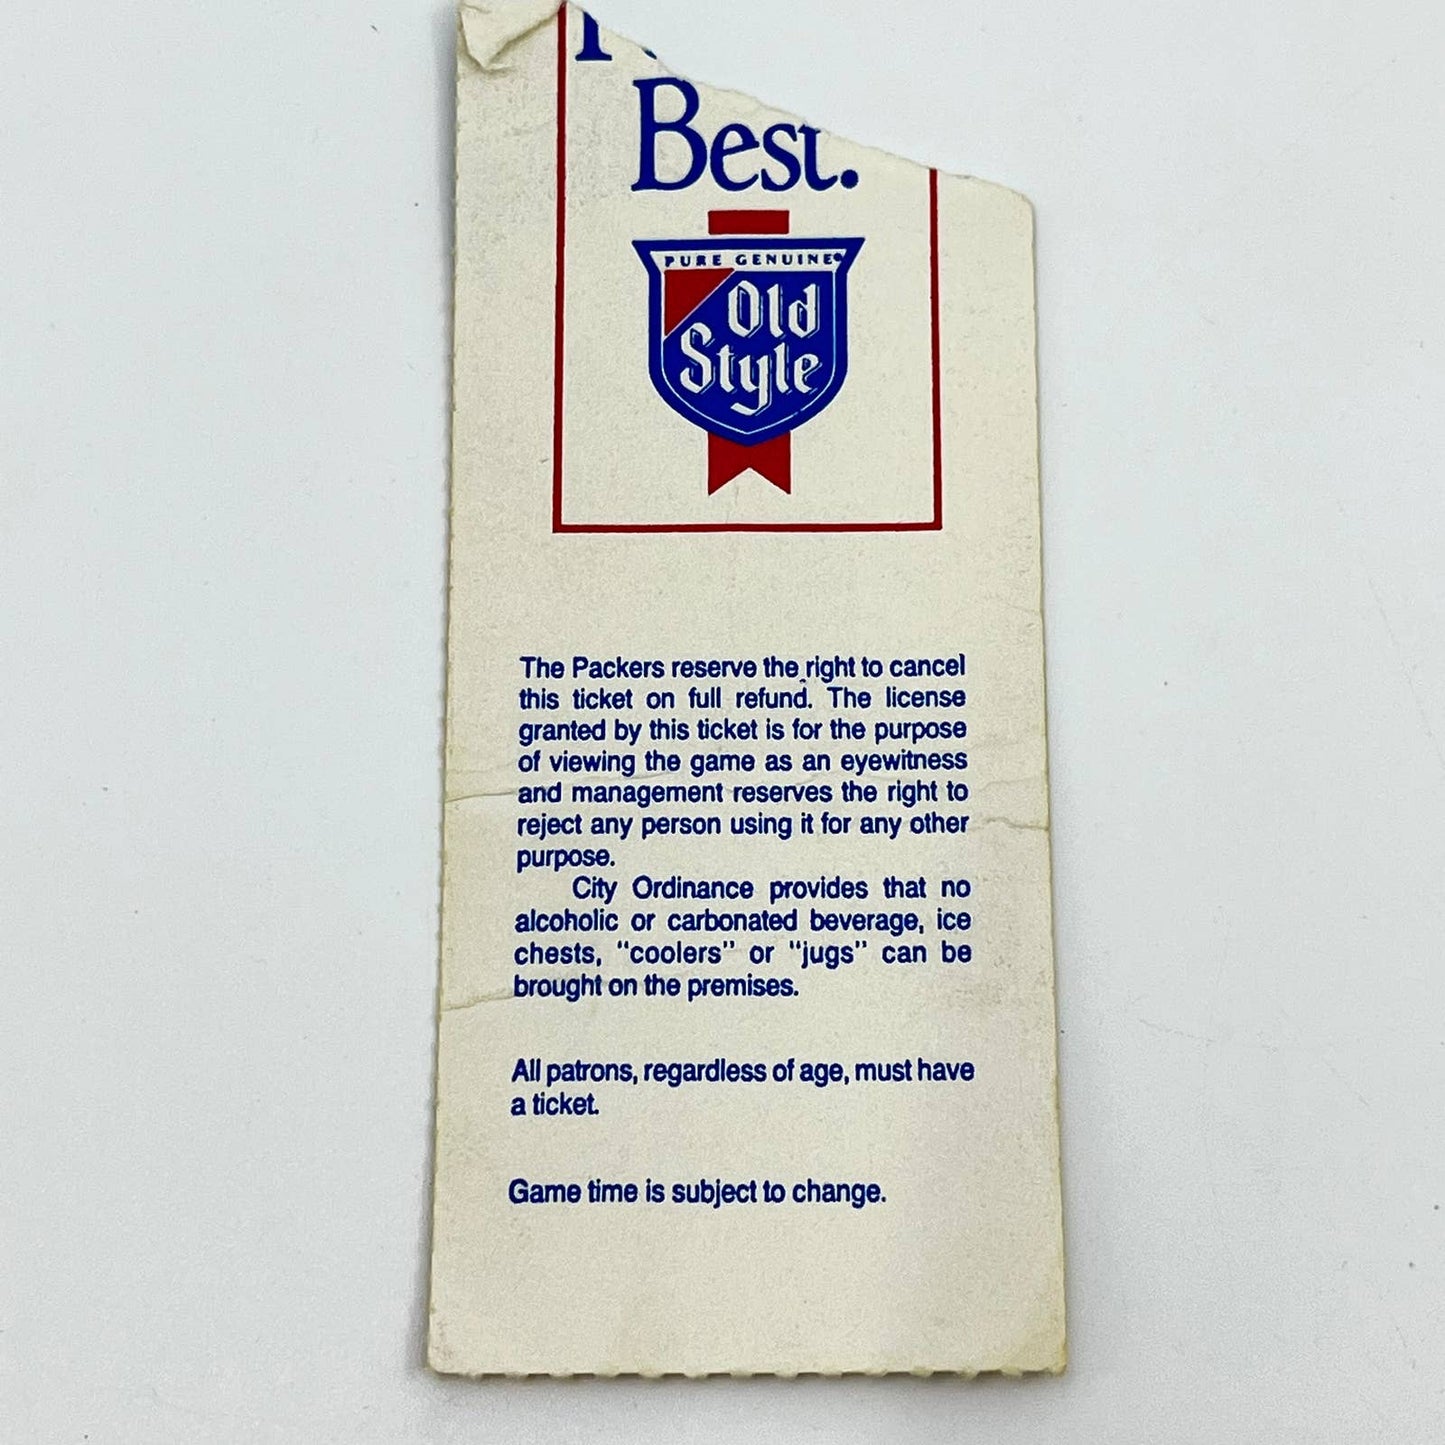 Best.
PURE GENUINE®
Old
Style
The Packers reserve the right to cancel
this ticket on full refund. The license
granted by this ticket is for the purpose
of viewing the game as an eyewitness
and management reserves the right to
reject any person using it for any other
purpose.
City Ordinance provides that no
alcoholic or carbonated beverage, ice
chests, "coolers" or "jugs" can be
brought on the premises.
All patrons, regardless of age, must have
a ticket.
Game time is subject to change.